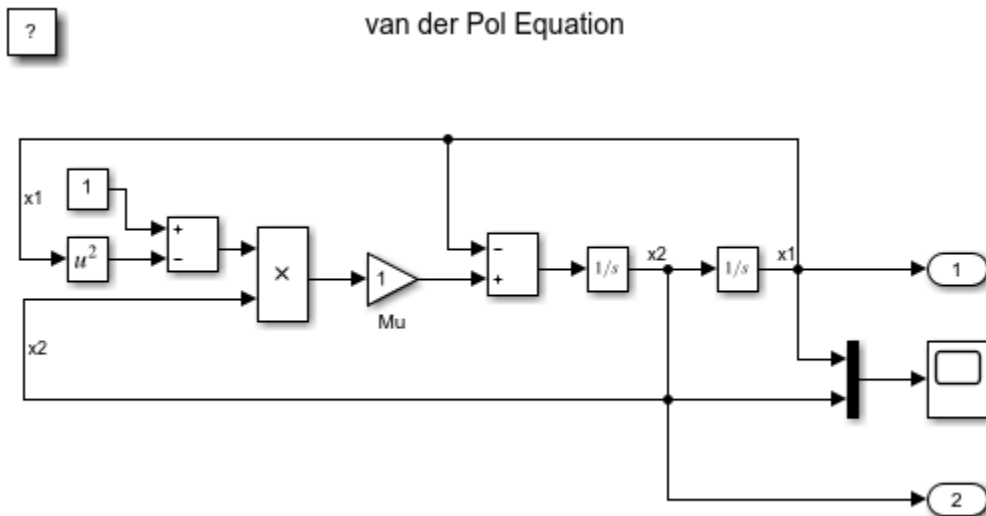 ?
van der Pol Equation
x1
1
+
−
u²
×
1
Mu
−
+
1/s
x2
1/s
x1
1
x2
2